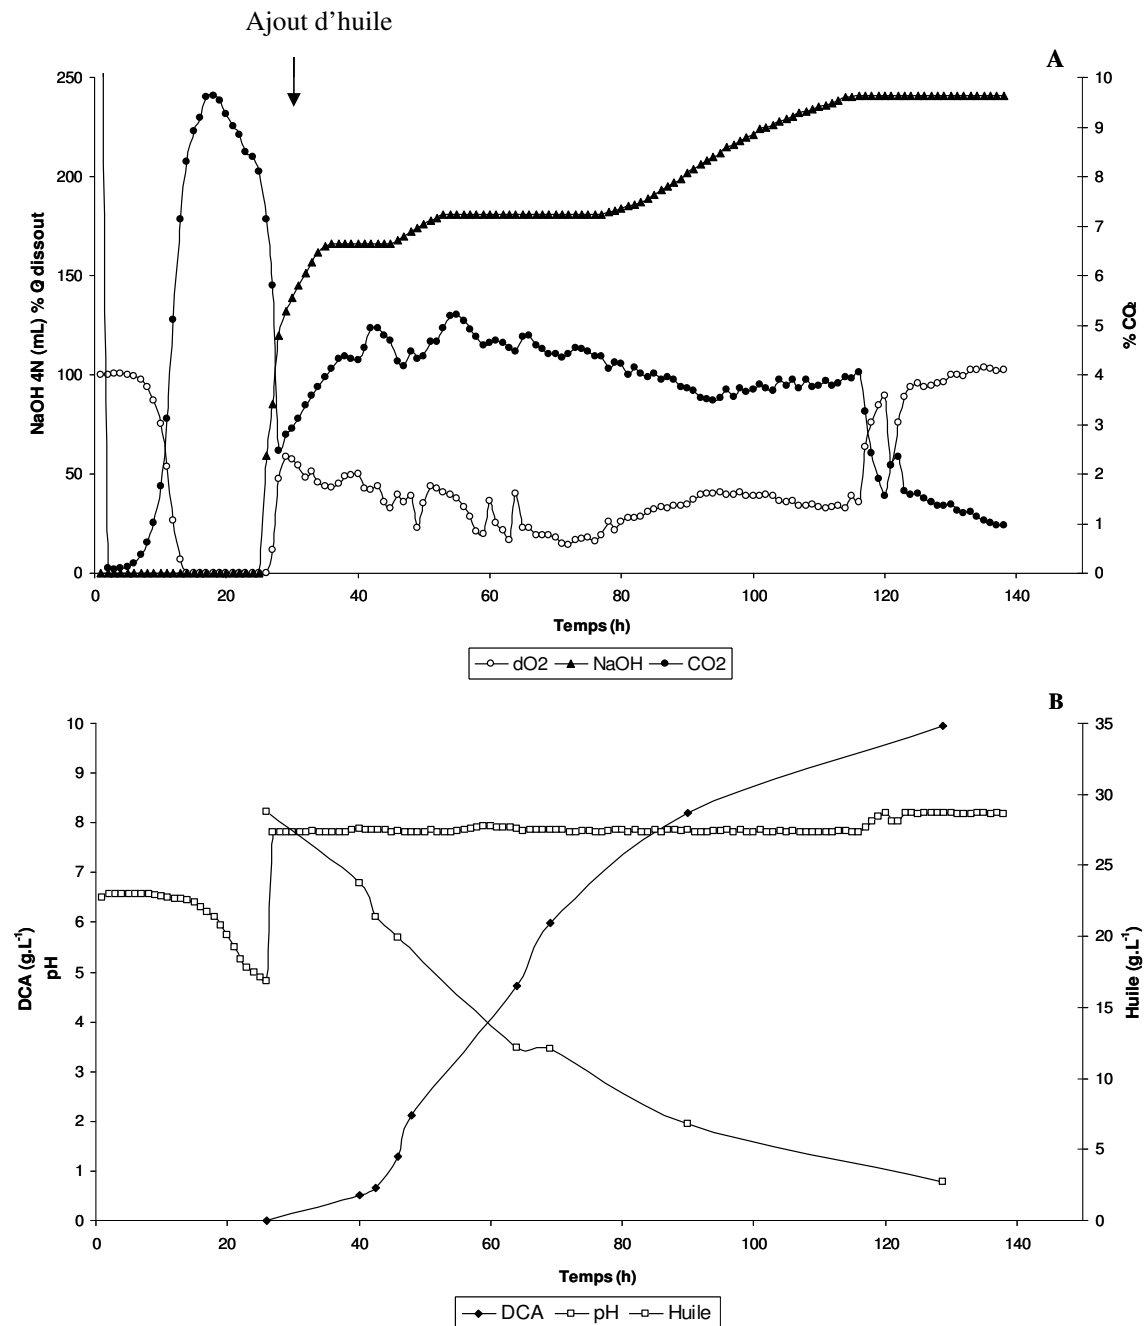 Ajout d'huile
A
NaOH 4N (mL) % O₂ dissout
250
200
150
100
50
0
10
9
8
7
6
5
4
3
2
1
0
% CO₂
0 20 40 60 80 100 120 140
Temps (h)
dO2 NaOH CO2
B
DCA (g.L⁻¹)
pH
10
9
8
7
6
5
4
3
2
1
0
35
30
25
20
15
10
5
0
Huile (g.L⁻¹)
0 20 40 60 80 100 120 140
Temps (h)
DCA pH Huile